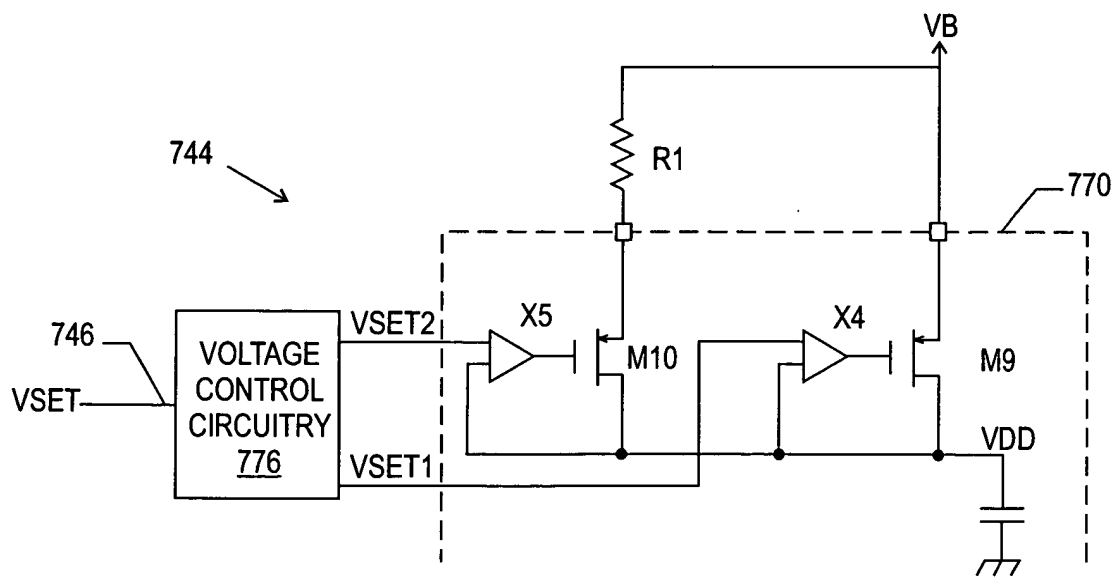 VB
R1
744
770
746
VSET
VOLTAGE
CONTROL
CIRCUITRY
776
VSET2
VSET1
X5
M10
X4
M9
VDD